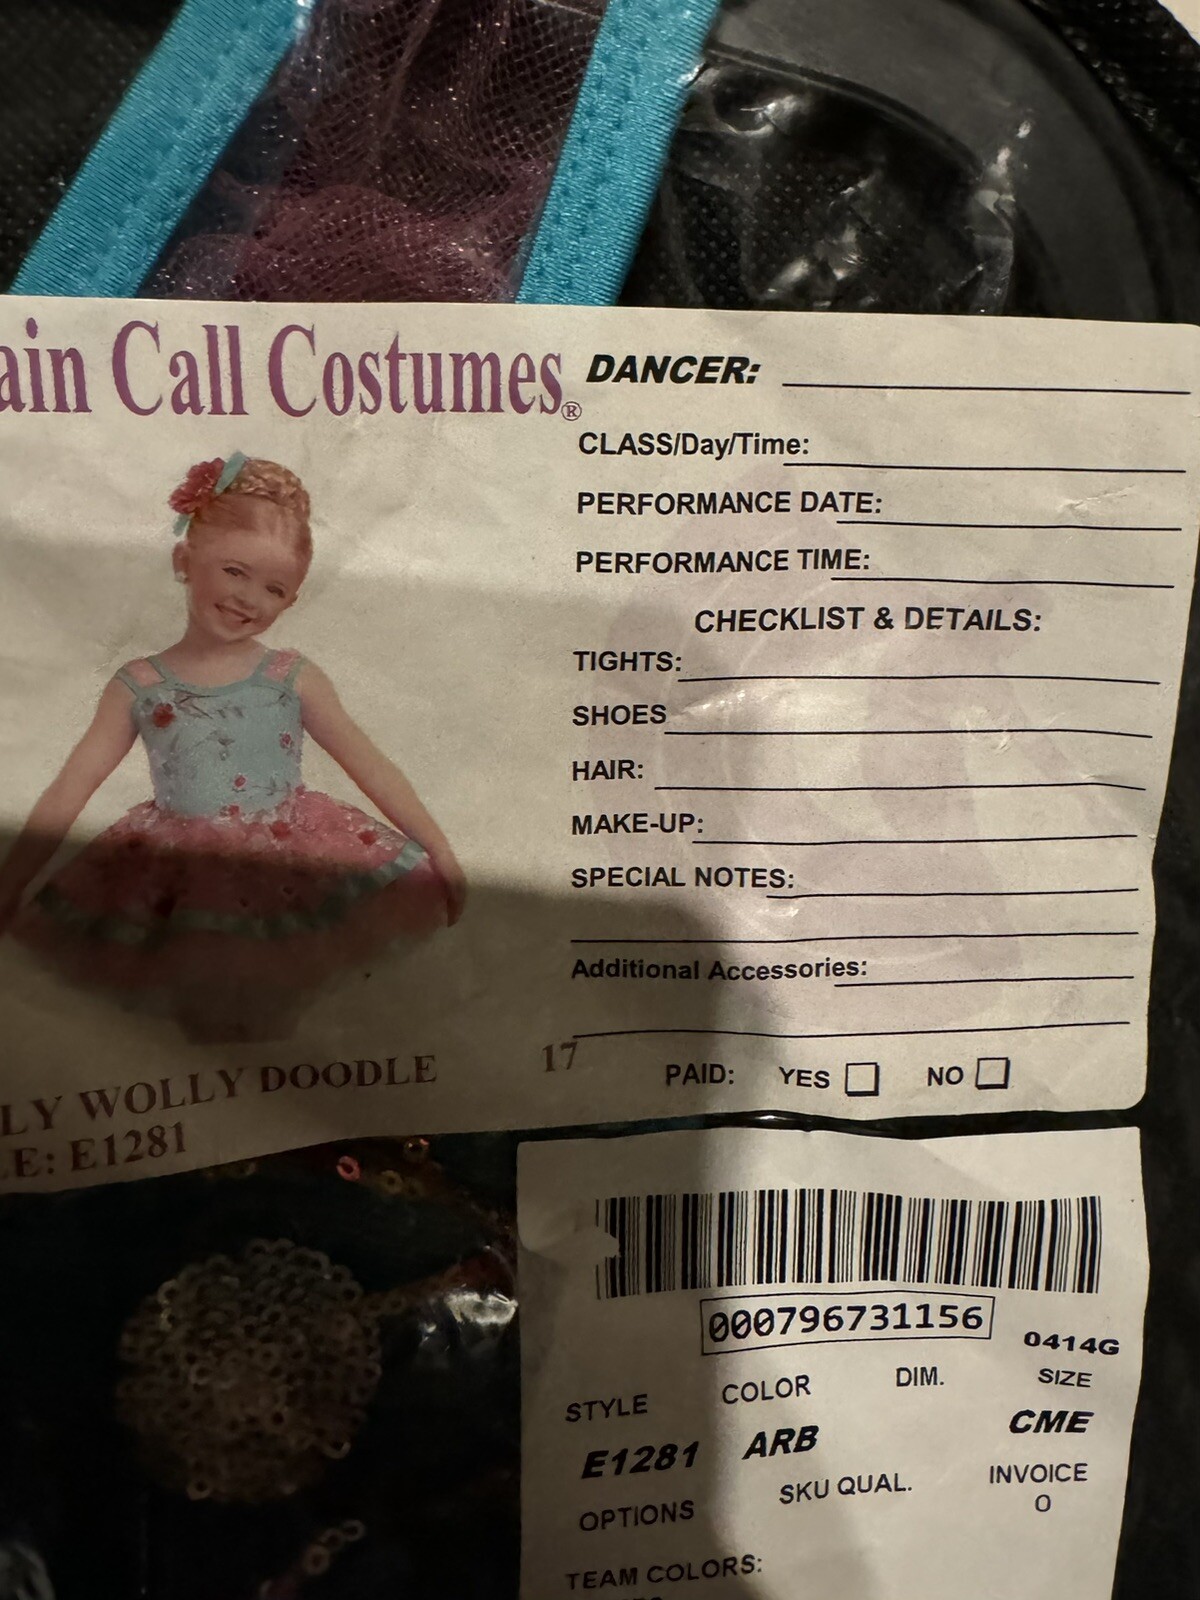 ain Call Costumes®
DANCER:
CLASS/Day/Time:
PERFORMANCE DATE:
PERFORMANCE TIME:
CHECKLIST & DETAILS:
TIGHTS:
SHOES
HAIR:
MAKE-UP:
SPECIAL NOTES:
Additional Accessories:
PAID: YES NO
LY WOLLY DOODLE 17
E: E1281
000796731156
0414G
STYLE COLOR DIM. SIZE
E1281 ARB CME
OPTIONS SKU QUAL. INVOICE
0
TEAM COLORS: